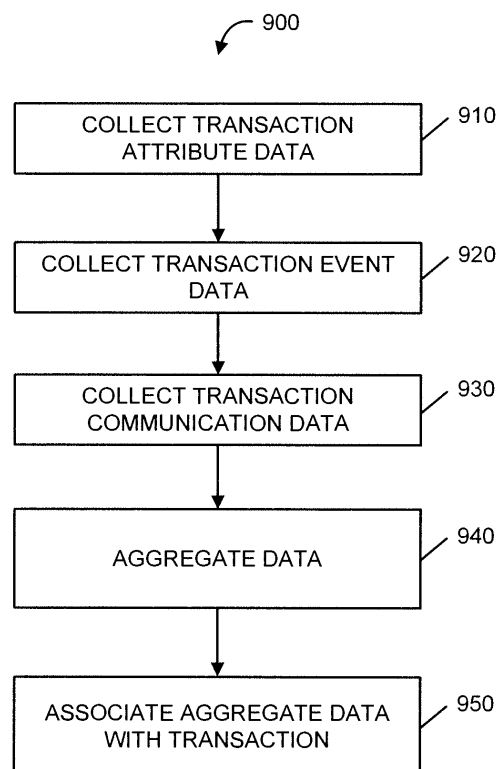 900
COLLECT TRANSACTION
ATTRIBUTE DATA
910
COLLECT TRANSACTION EVENT
DATA
920
COLLECT TRANSACTION
COMMUNICATION DATA
930
AGGREGATE DATA
940
ASSOCIATE AGGREGATE DATA
WITH TRANSACTION
950